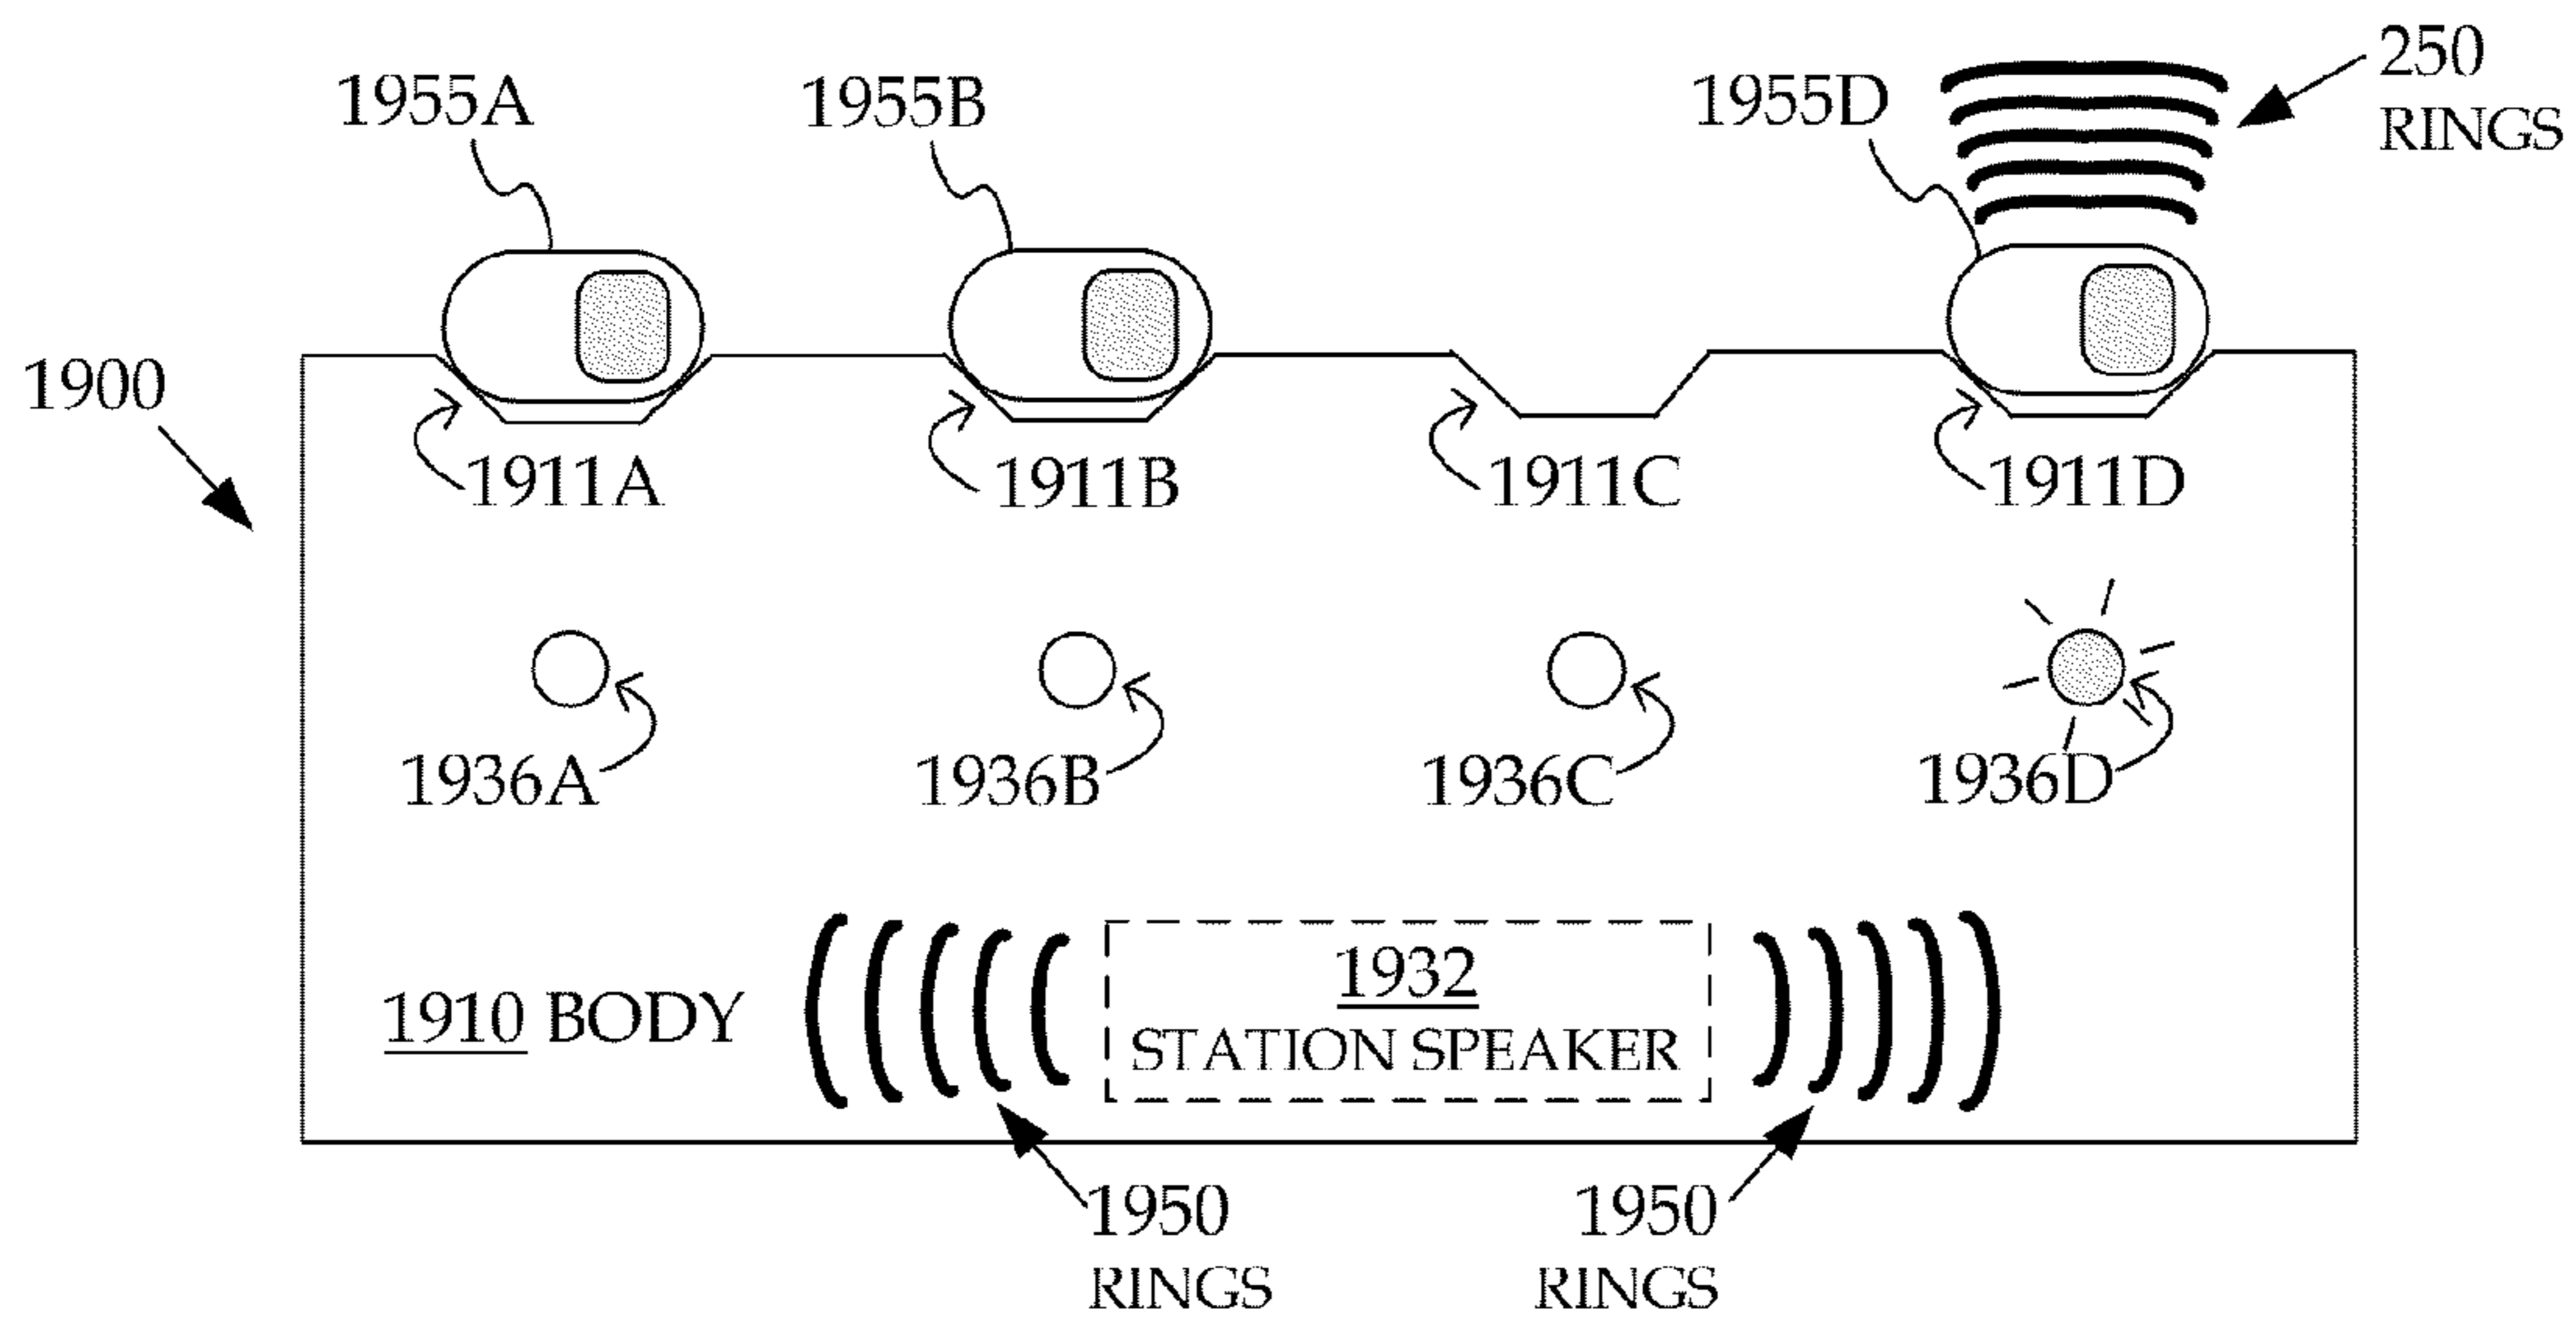 250
RINGS
1955A
1955B
1955D
1900
1911A
1911B
1911C
1911D
1936A
1936B
1936C
1936D
1910 BODY
1932
STATION SPEAKER
1950
RINGS
1950
RINGS